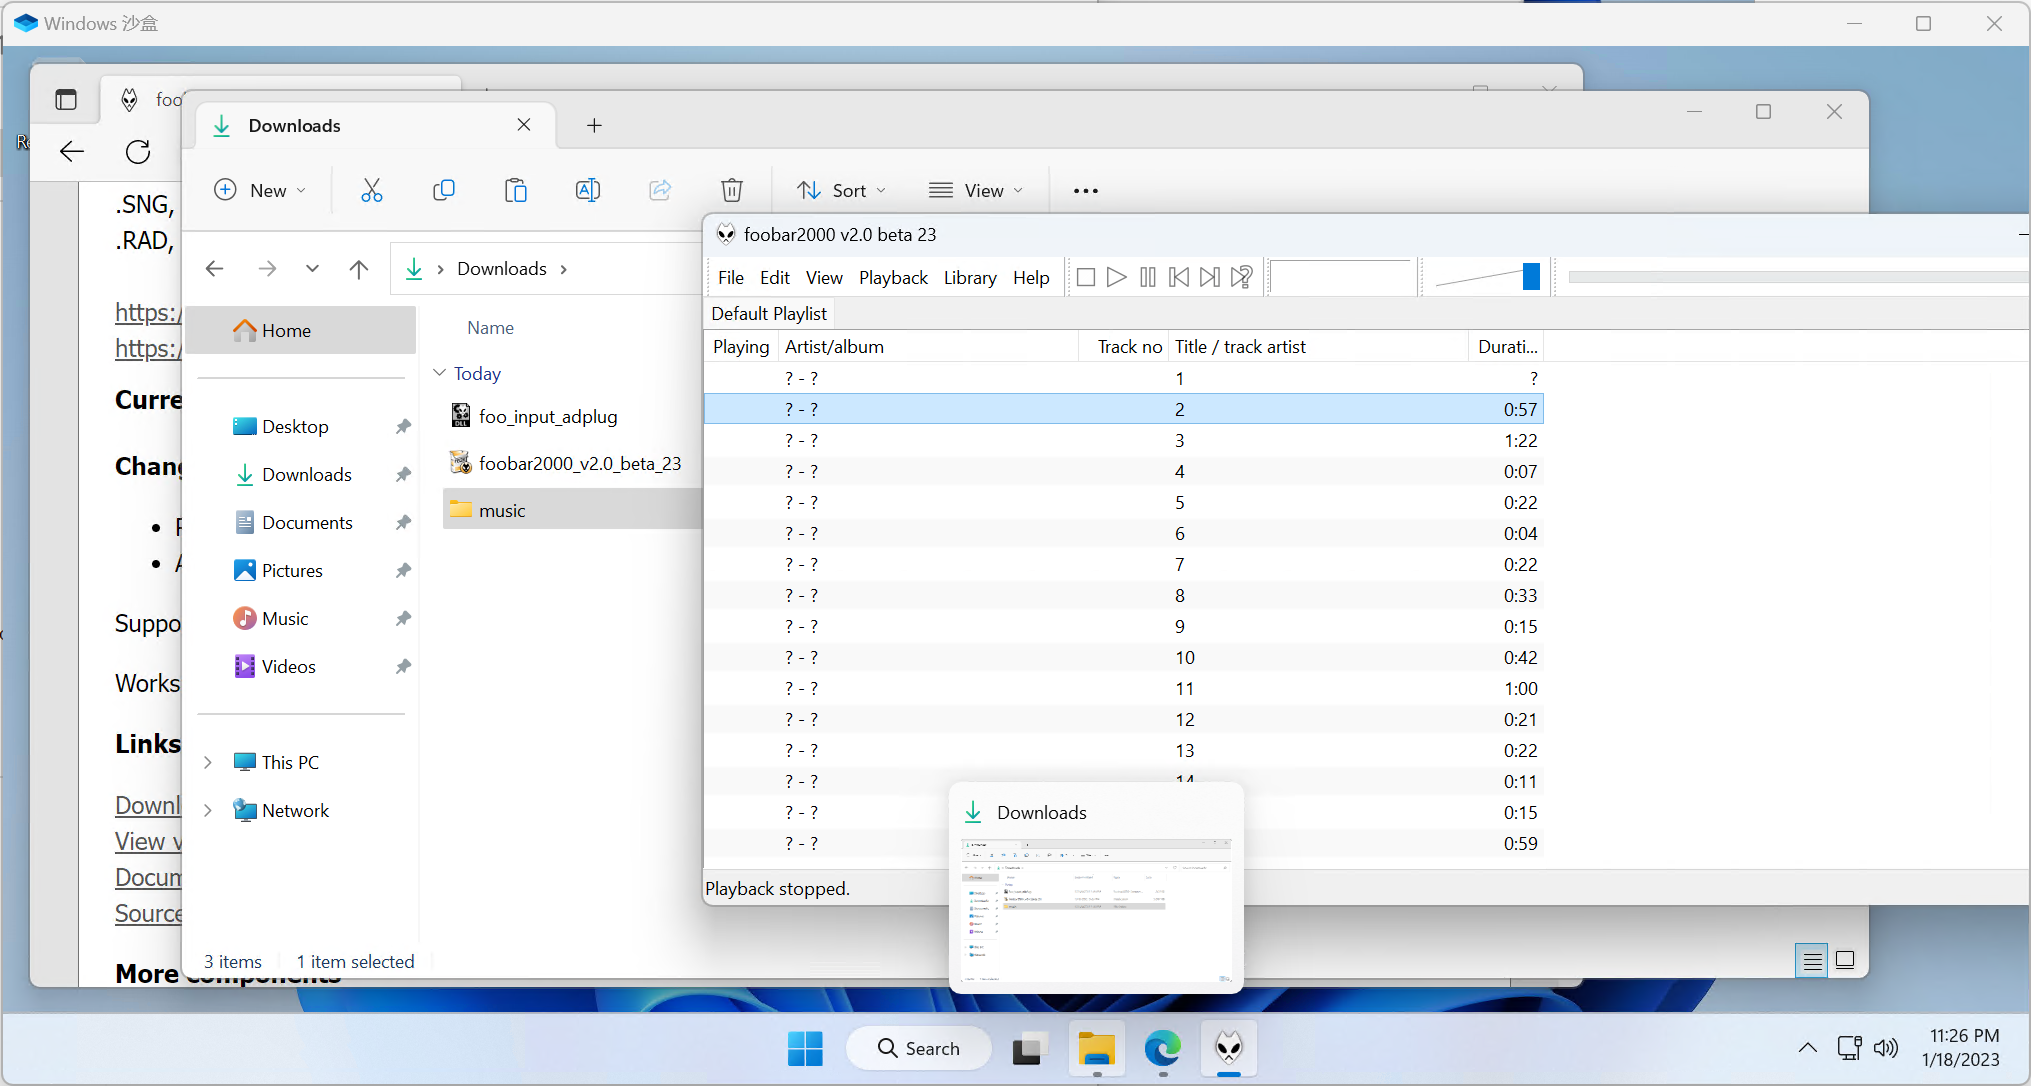 Windows 沙盒
foo
Downloads
New
Sort
View
.SNG,
.RAD,
https:/
https:/
Curre
Chang
Suppo
Works
Links
Downl
View v
Docum
Source
More components
Downloads
Home
Desktop
Downloads
Documents
Pictures
Music
Videos
This PC
Network
Name
Today
foo_input_adplug
foobar2000_v2.0_beta_23
music
3 items 1 item selected
foobar2000 v2.0 beta 23
File Edit View Playback Library Help
Default Playlist
Playing Artist/album Track no Title / track artist Durati...
? - ? 1 ?
? - ? 2 0:57
? - ? 3 1:22
? - ? 4 0:07
? - ? 5 0:22
? - ? 6 0:04
? - ? 7 0:22
? - ? 8 0:33
? - ? 9 0:15
? - ? 10 0:42
? - ? 11 1:00
? - ? 12 0:21
? - ? 13 0:22
? - ? 14 0:11
? - ? 0:15
? - ? 0:59
Playback stopped.
Downloads
Search
11:26 PM
1/18/2023